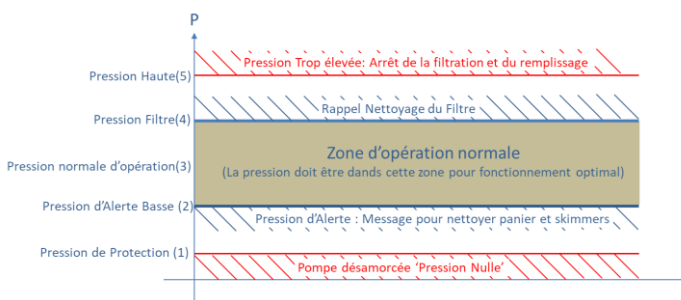 P
Pression Trop élevée: Arrêt de la filtration et du remplissage
Pression Haute(5)
Rappel Nettoyage du Filtre
Pression Filtre(4)
Zone d'opération normale
Pression normale d'opération(3)
(La pression doit être dands cette zone pour fonctionnement optimal)
Pression d'Alerte Basse (2)
Pression d'Alerte : Message pour nettoyer panier et skimmers
Pression de Protection (1)
Pompe désamorcée 'Pression Nulle'